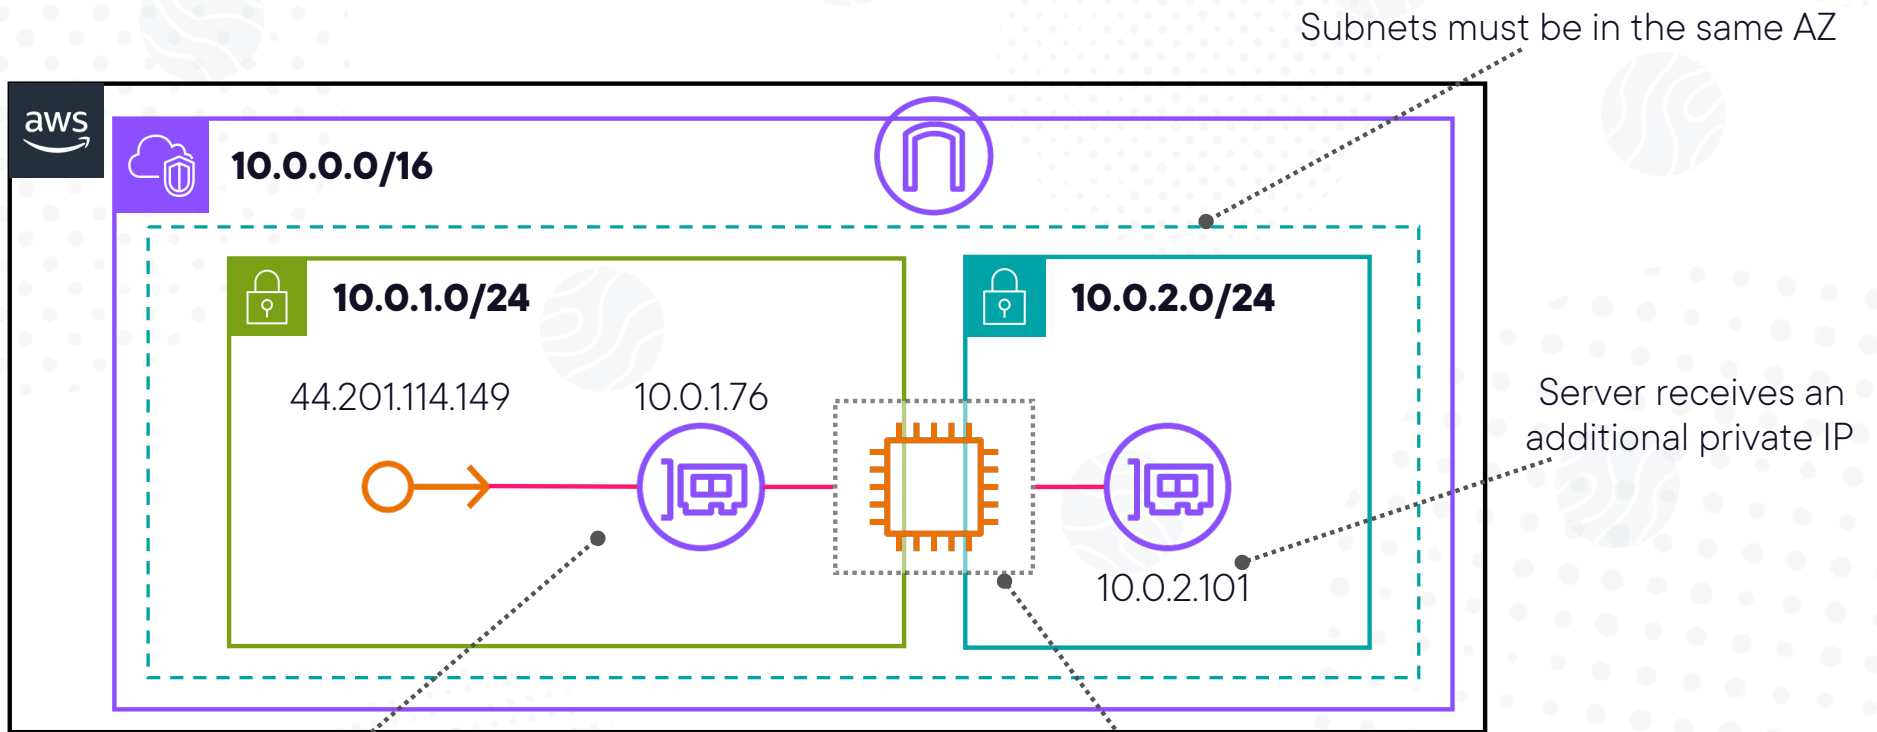 Subnets must be in the same AZ
aws
10.0.0.0/16
10.0.1.0/24
10.0.2.0/24
44.201.114.149
10.0.1.76
Server receives an
additional private IP
10.0.2.101